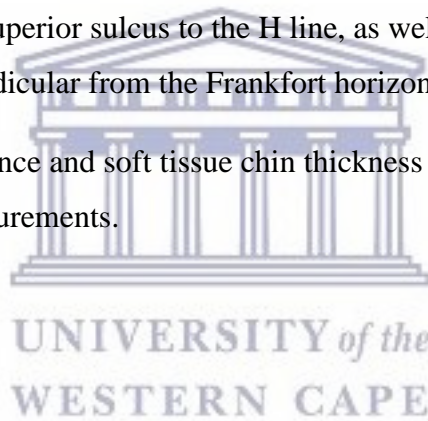 uperior sulcus to the H line, as wel
dicular from the Frankfort horizon
nce and soft tissue chin thickness
urements.
UNIVERSITY of the
WESTERN CAPE